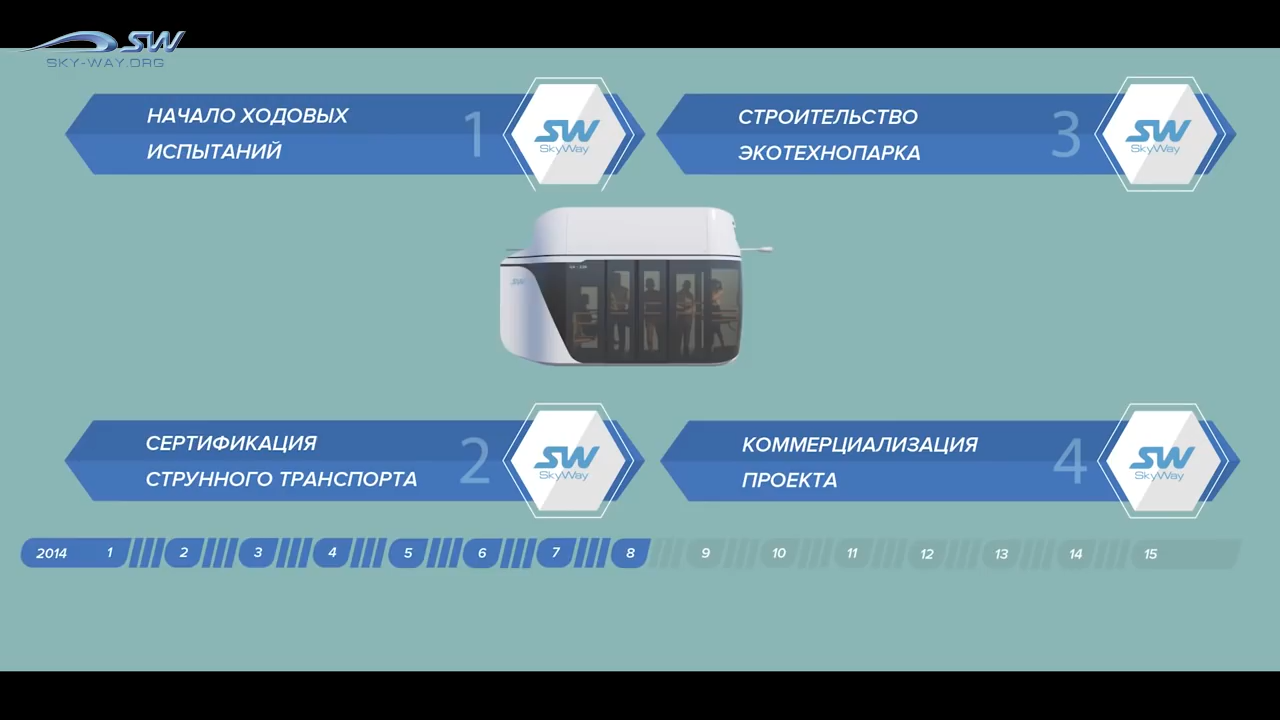 SW
SKY-WAY.ORG
НАЧАЛО ХОДОВЫХ
ИСПЫТАНИЙ
1
SW
SkyWay
СТРОИТЕЛЬСТВО
ЭКОТЕХНОПАРКА
3
SW
SkyWay
SW
СЕРТИФИКАЦИЯ
СТРУННОГО ТРАНСПОРТА
2
SW
SkyWay
КОММЕРЦИАЛИЗАЦИЯ
ПРОЕКТА
4
SW
SkyWay
2014 1 2 3 4 5 6 7 8 9 10 11 12 13 14 15